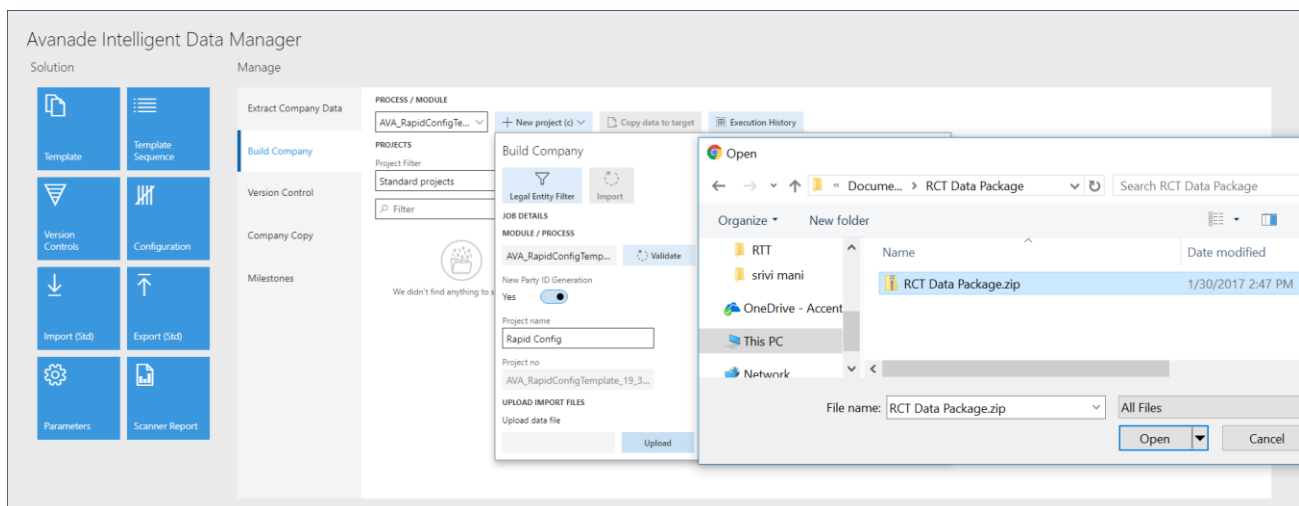 Avanade Intelligent Data Manager
Solution
Manage
Template
Template Sequence
Version Controls
Configuration
Import (Std)
Export (Std)
Parameters
Scanner Report
Extract Company Data
Build Company
Version Control
Company Copy
Milestones
PROCESS / MODULE
AVA_RapidConfigTe...
New project (c)
Copy data to target
Execution History
PROJECTS
Project Filter
Standard projects
Filter
We didn't find anything to s
Build Company
Legal Entity Filter
Import
JOB DETAILS
MODULE / PROCESS
AVA_RapidConfigTemp...
Validate
New Party ID Generation
Yes
Project name
Rapid Config
Project no
AVA_RapidConfigTemplate_19_3...
UPLOAD IMPORT FILES
Upload data file
Upload
Open
« Docume... > RCT Data Package
Search RCT Data Package
Organize
New folder
RTT
srivi mani
OneDrive - Accent
This PC
Network
Name
Date modified
RCT Data Package.zip
1/30/2017 2:47 PM
File name:
RCT Data Package.zip
All Files
Open
Cancel